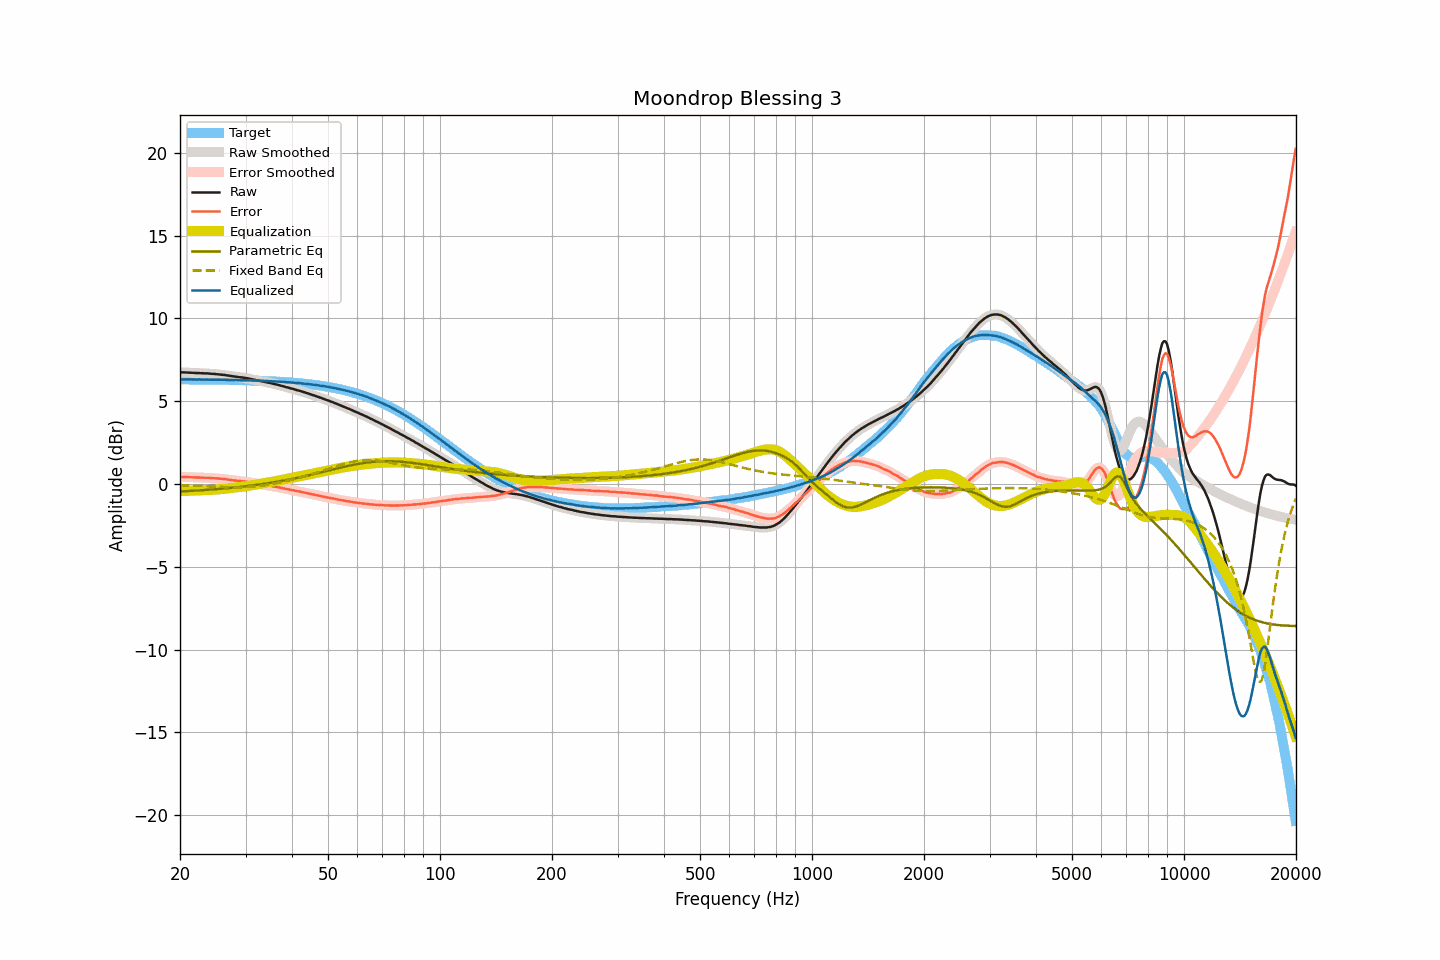 Moondrop Blessing 3
Target
Raw Smoothed
Error Smoothed
Raw
Error
Equalization
Parametric Eq
Fixed Band Eq
Equalized
Amplitude (dBr)
20
15
10
5
0
−5
−10
−15
−20
20 50 100 200 500 1000 2000 5000 10000 20000
Frequency (Hz)